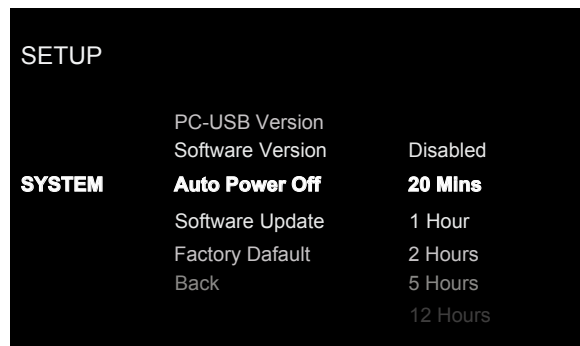 SETUP
PC-USB Version
Software Version Disabled
SYSTEM Auto Power Off 20 Mins
Software Update 1 Hour
Factory Dafault 2 Hours
Back 5 Hours
12 Hours